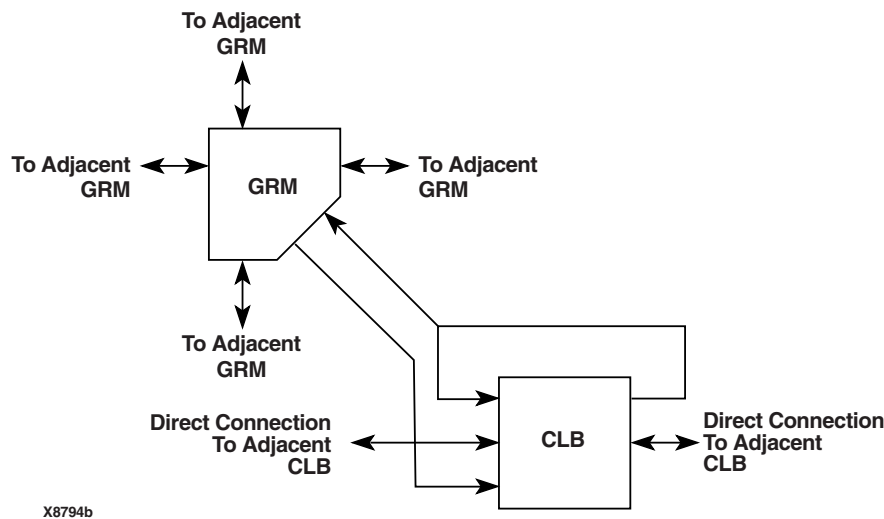 To Adjacent
GRM
To Adjacent
GRM
GRM
To Adjacent
GRM
To Adjacent
GRM
Direct Connection
To Adjacent
CLB
CLB
Direct Connection
To Adjacent
CLB
X8794b